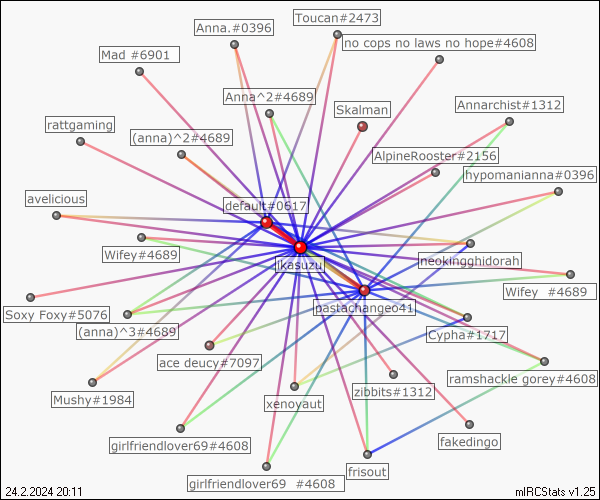 Toucan#2473
Anna.#0396
no cops no laws no hope#4608
Mad #6901
Anna^2#4689
Skalman
Annarchist#1312
rattgaming
(anna)^2#4689
AlpineRooster#2156
hypomanianna#0396
avelicious
default#0617
Wifey#4689
neokingghidorah
jkasuzu
Wifey #4689
Soxy Foxy#5076
pastachangeo41
(anna)^3#4689
Cypha#1717
ace deucy#7097
ramshackle gorey#4608
Mushy#1984
xenoyaut
zibbits#1312
girlfriendlover69#4608
fakedingo
frisout
girlfriendlover69 #4608
24.2.2024 20:11
mIRCStats v1.25